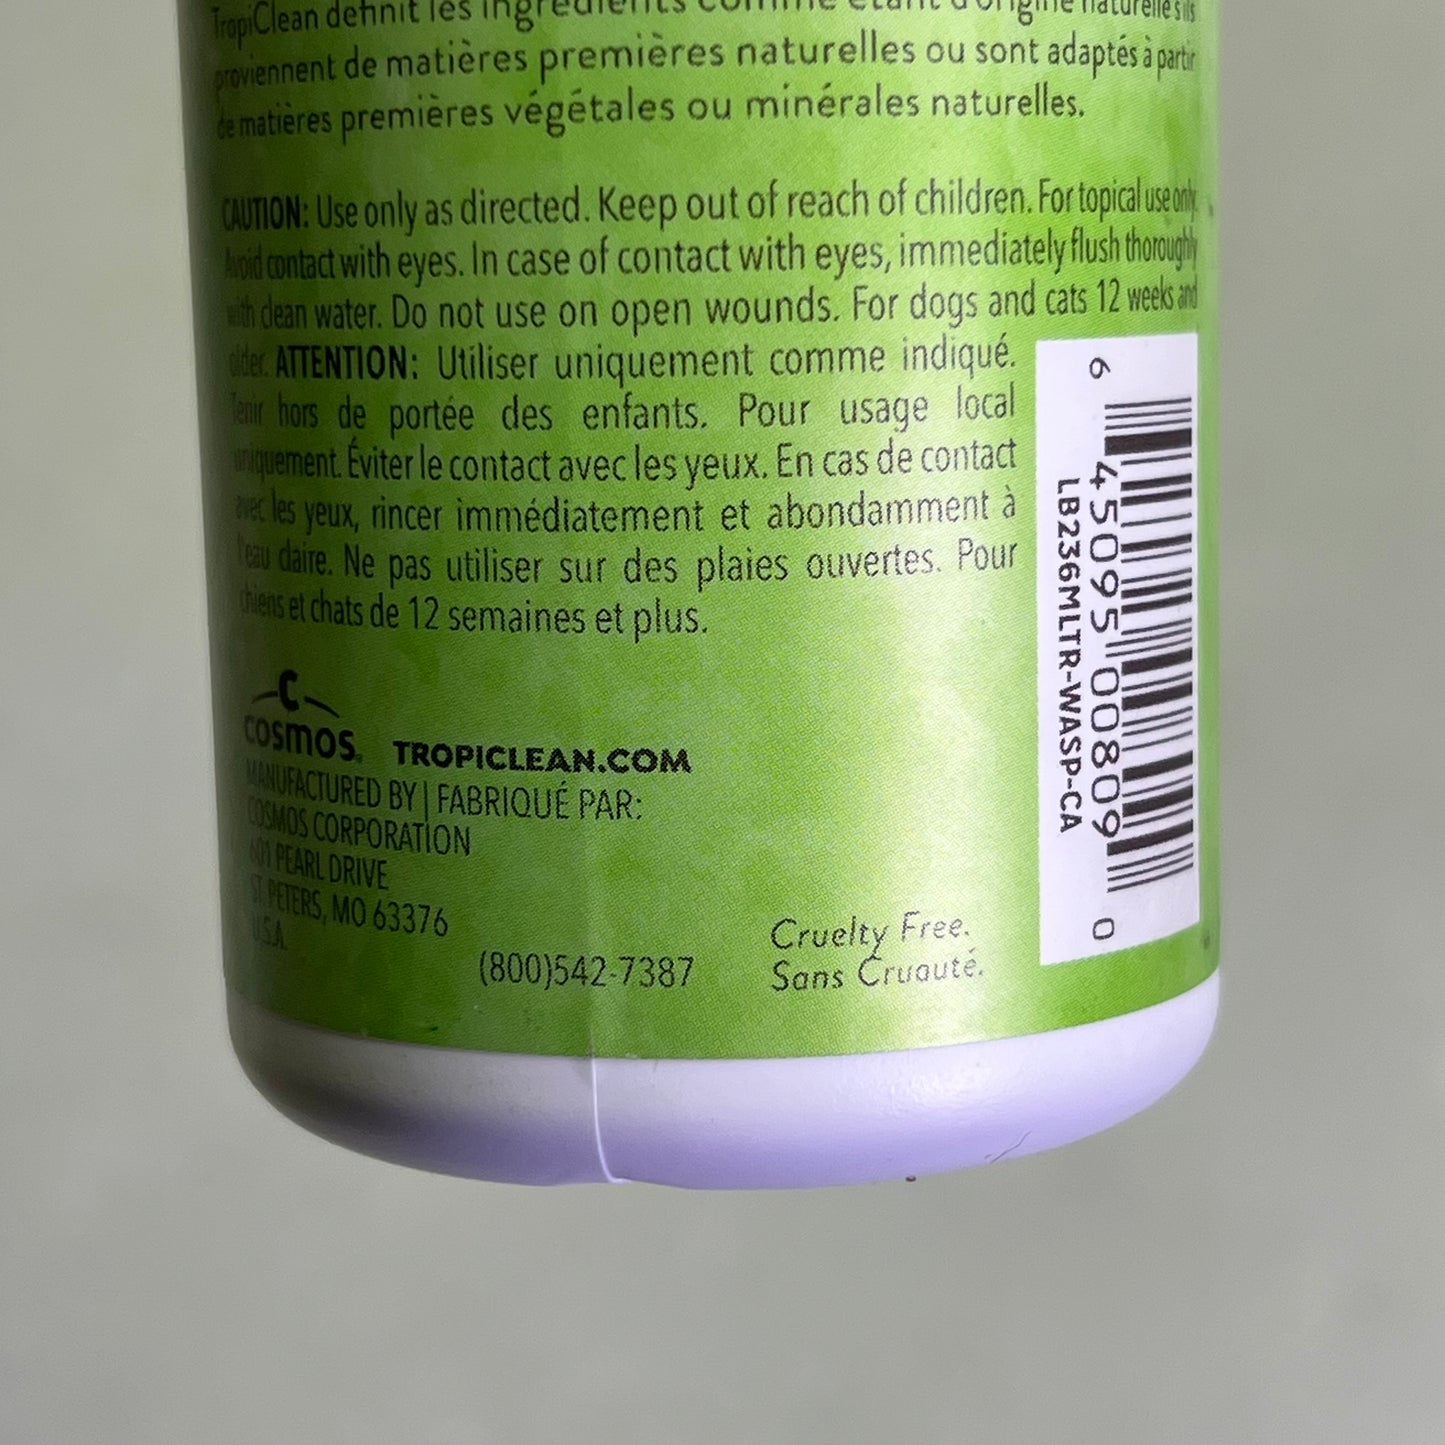 TropiClean définit les ingrédients comme étant d'origine naturelle s'ils
proviennent de matières premières naturelles ou sont adaptés à partir
de matières premières végétales ou minérales naturelles.
CAUTION: Use only as directed. Keep out of reach of children. For topical use only.
Avoid contact with eyes. In case of contact with eyes, immediately flush thoroughly
with clean water. Do not use on open wounds. For dogs and cats 12 weeks and
older. ATTENTION: Utiliser uniquement comme indiqué.
Tenir hors de portée des enfants. Pour usage local
uniquement. Éviter le contact avec les yeux. En cas de contact
avec les yeux, rincer immédiatement et abondamment à
l'eau claire. Ne pas utiliser sur des plaies ouvertes. Pour
chiens et chats de 12 semaines et plus.
C
COSMOS. TROPICLEAN.COM
MANUFACTURED BY | FABRIQUÉ PAR:
COSMOS CORPORATION
601 PEARL DRIVE
ST. PETERS, MO 63376
U.S.A.
(800)542-7387
Cruelty Free.
Sans Cruauté.
6 45095 00809 0
LB236MLTR-WASP-CA